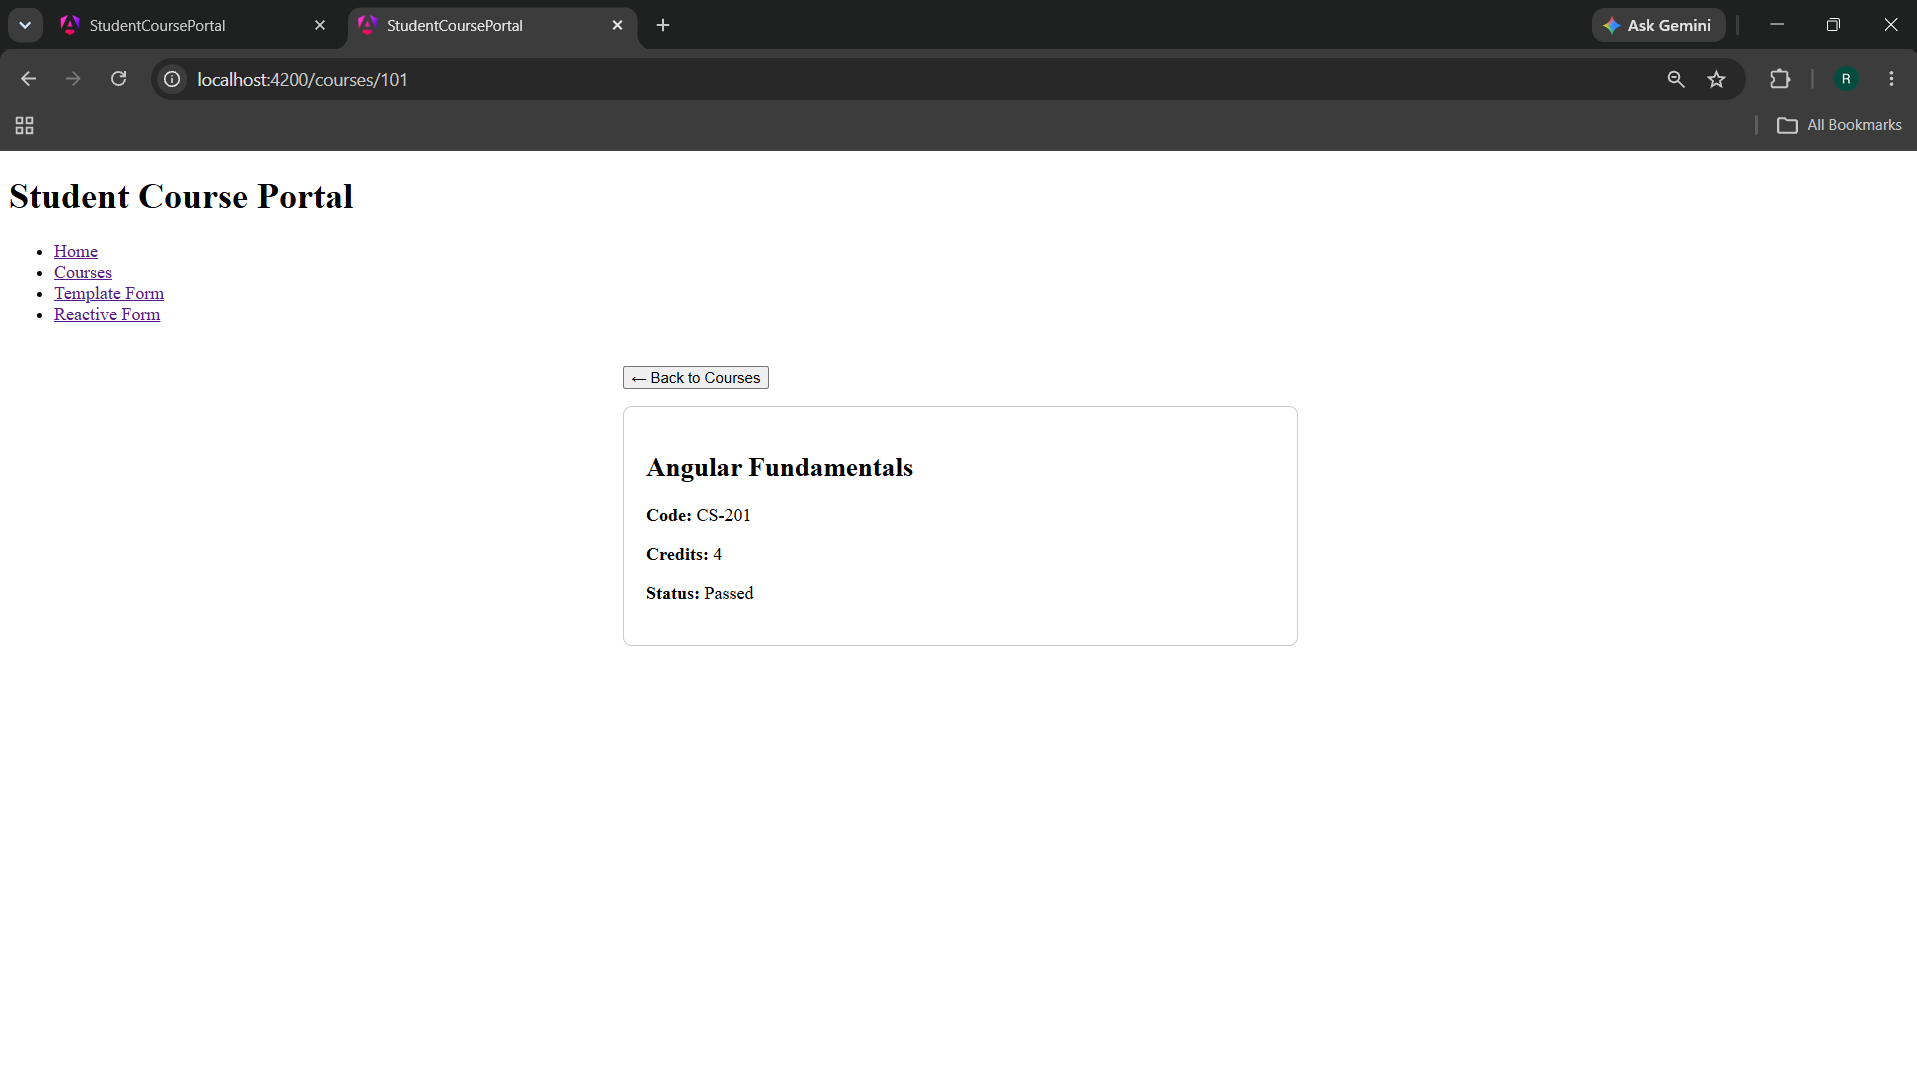 StudentCoursePortal
StudentCoursePortal
Ask Gemini
localhost:4200/courses/101
R
All Bookmarks
Student Course Portal
Home
Courses
Template Form
Reactive Form
← Back to Courses
Angular Fundamentals
Code: CS-201
Credits: 4
Status: Passed